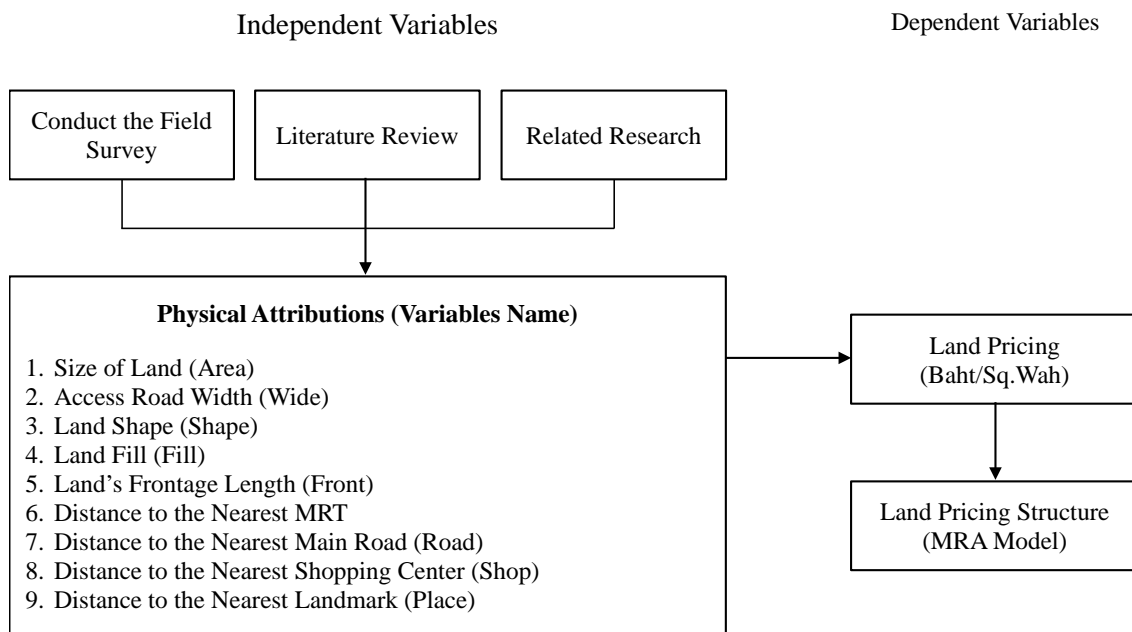 Independent Variables
Dependent Variables
Conduct the Field
Survey
Literature Review
Related Research
Physical Attributions (Variables Name)
1. Size of Land (Area)
2. Access Road Width (Wide)
3. Land Shape (Shape)
4. Land Fill (Fill)
5. Land's Frontage Length (Front)
6. Distance to the Nearest MRT
7. Distance to the Nearest Main Road (Road)
8. Distance to the Nearest Shopping Center (Shop)
9. Distance to the Nearest Landmark (Place)
Land Pricing
(Baht/Sq.Wah)
Land Pricing Structure
(MRA Model)